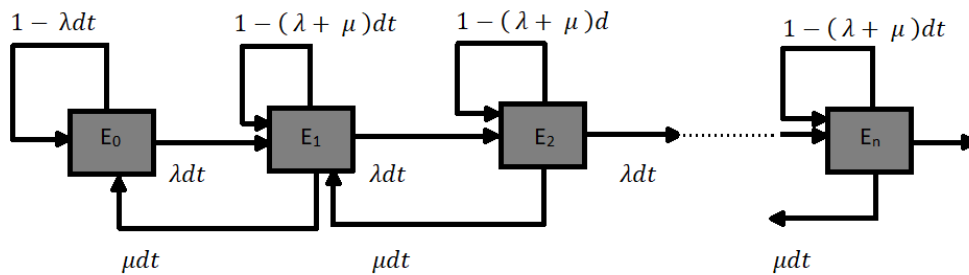 1 − λdt
1 − (λ + μ)dt
1 − (λ + μ)d
1 − (λ + μ)dt
E0
E1
E2
En
λdt
λdt
λdt
μdt
μdt
μdt